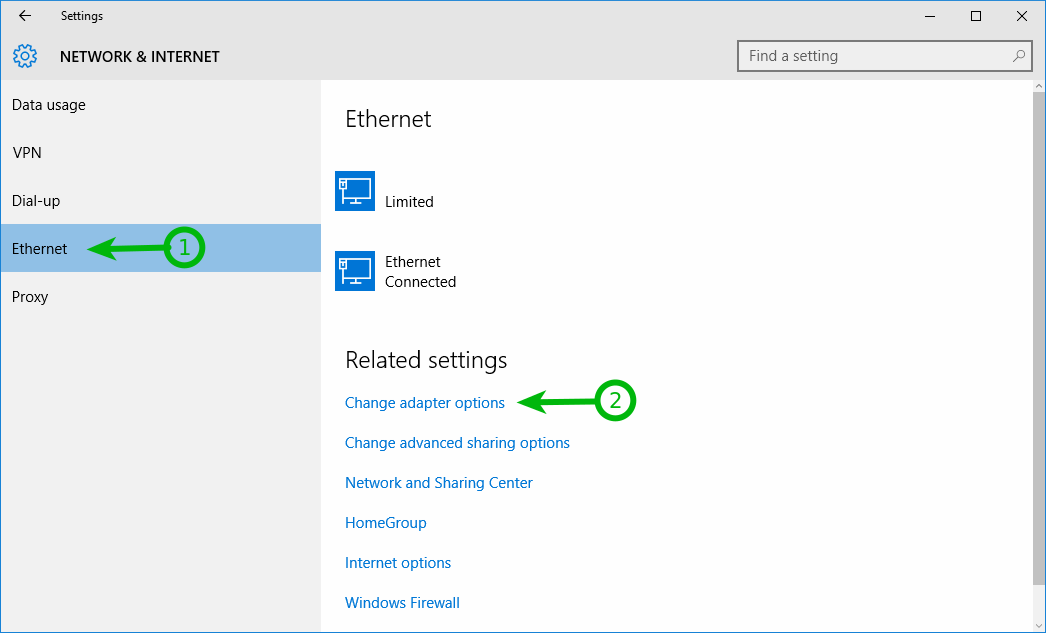 Settings
NETWORK & INTERNET
Find a setting
Data usage
VPN
Dial-up
Ethernet
1
Proxy
Ethernet
Limited
Ethernet
Connected
Related settings
Change adapter options
2
Change advanced sharing options
Network and Sharing Center
HomeGroup
Internet options
Windows Firewall